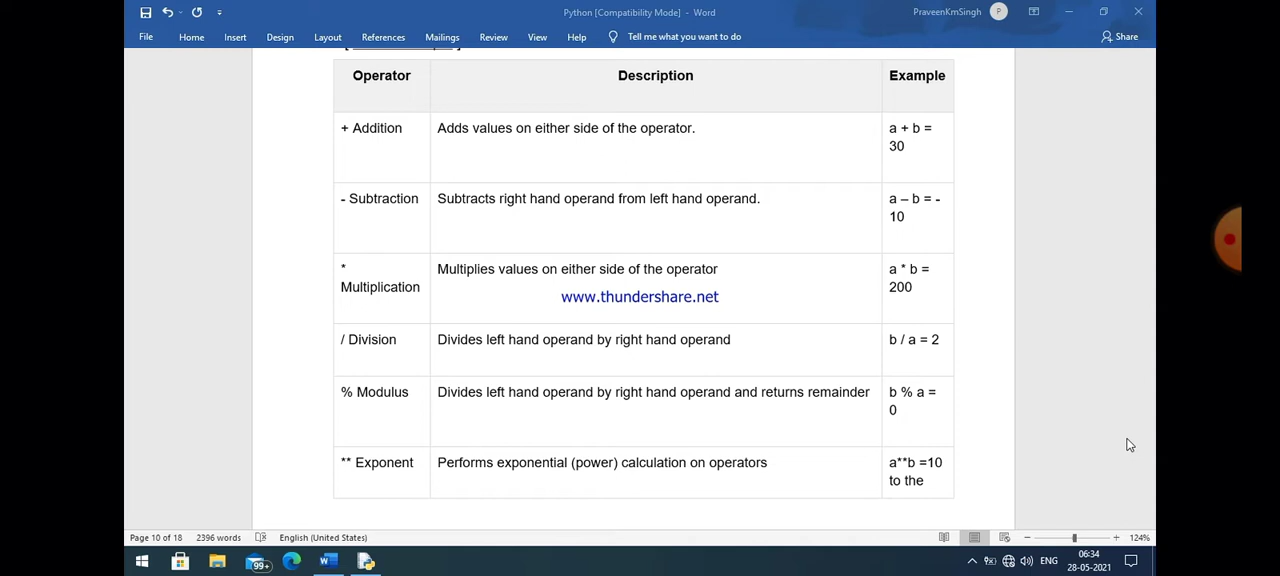 Python [Compatibility Mode] - Word
PraveenKmSingh
P
File Home Insert Design Layout References Mailings Review View Help Tell me what you want to do
Share
Operator Description Example
+ Addition Adds values on either side of the operator. a + b =
30
- Subtraction Subtracts right hand operand from left hand operand. a – b = -
10
* Multiplies values on either side of the operator a * b =
Multiplication 200
www.thundershare.net
/ Division Divides left hand operand by right hand operand b / a = 2
% Modulus Divides left hand operand by right hand operand and returns remainder b % a =
0
** Exponent Performs exponential (power) calculation on operators a**b =10
to the
Page 10 of 18 2396 words English (United States) 124%
99+
ENG
06:34
28-05-2021